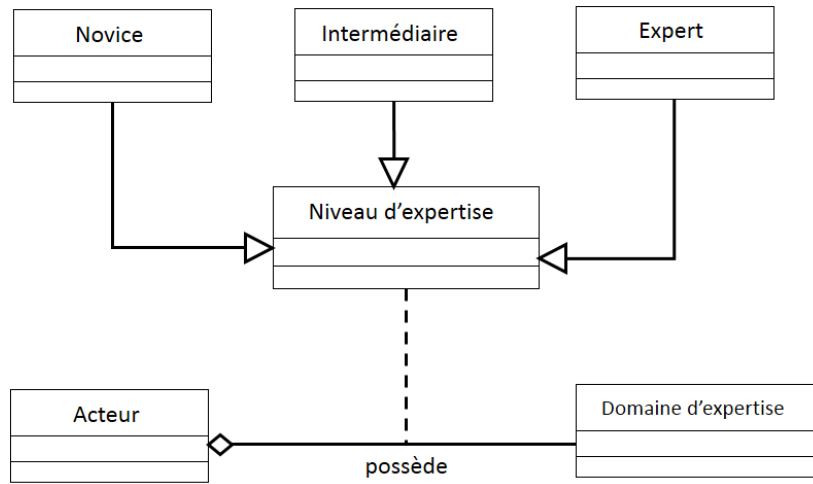 Novice
Intermédiaire
Expert
Niveau d’expertise
Acteur
Domaine d’expertise
possède